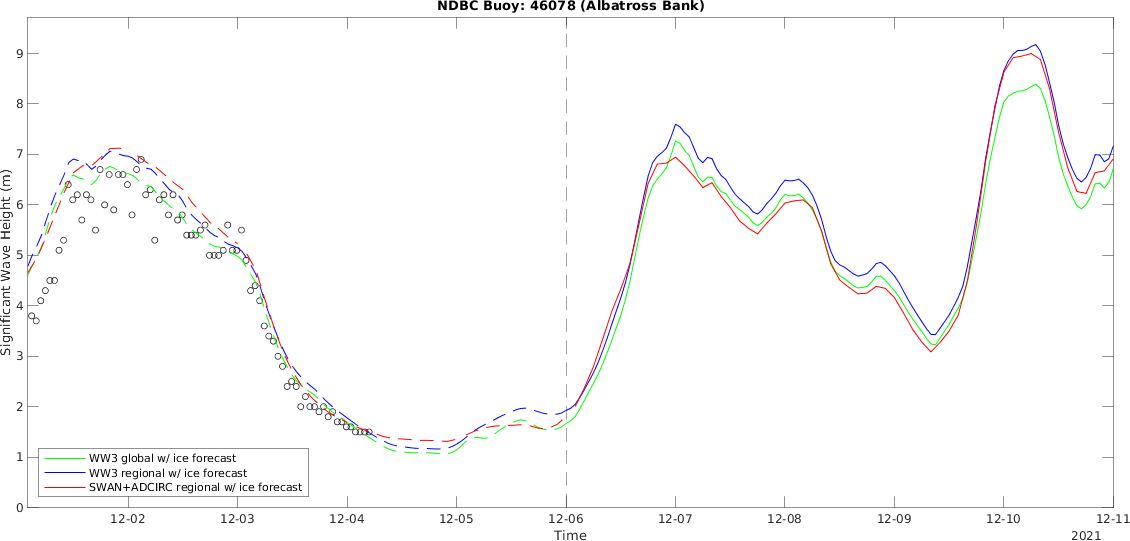 NDBC Buoy: 46078 (Albatross Bank)
Significant Wave Height (m)
9
8
7
6
5
4
3
2
1
0
WW3 global w/ ice forecast
WW3 regional w/ ice forecast
SWAN+ADCIRC regional w/ ice forecast
12-02 12-03 12-04 12-05 12-06 12-07 12-08 12-09 12-10 12-11
Time
2021